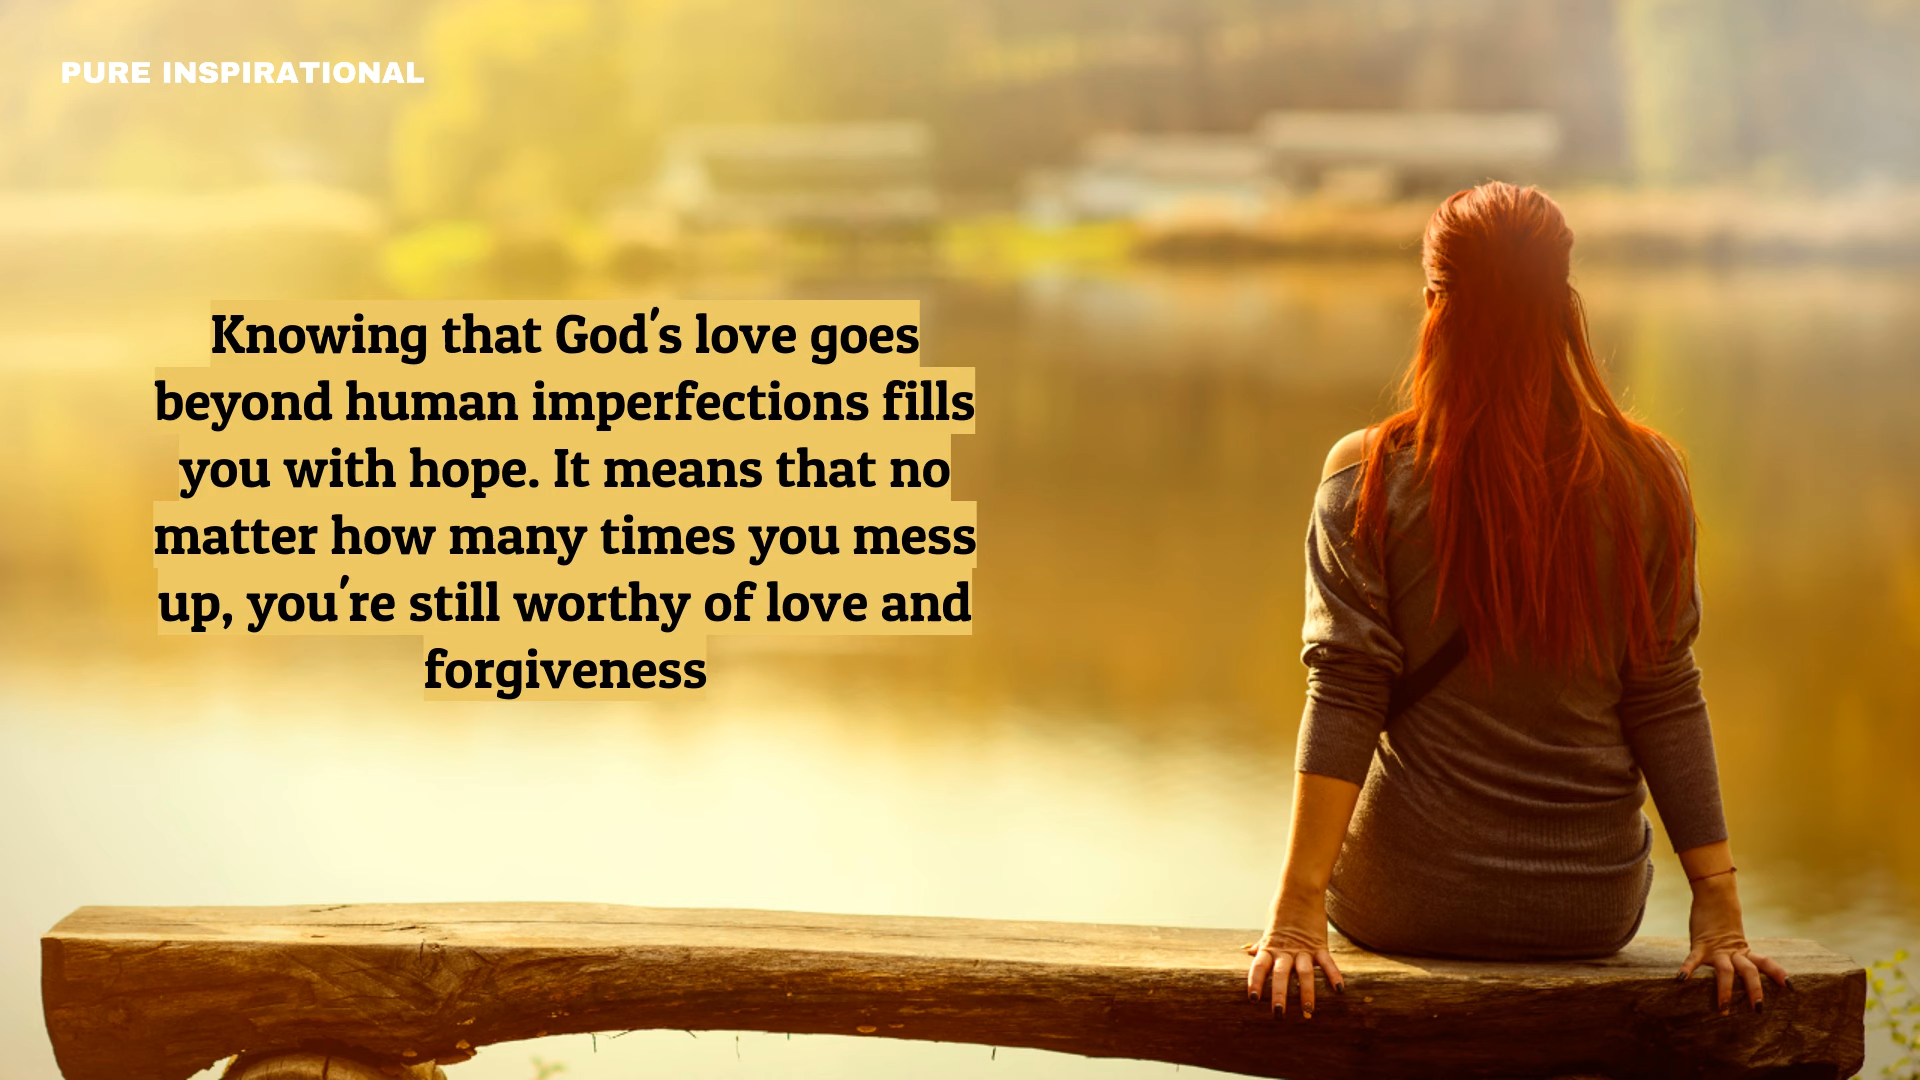 PURE INSPIRATIONAL
Knowing that God's love goes
beyond human imperfections fills
you with hope. It means that no
matter how many times you mess
up, you're still worthy of love and
forgiveness